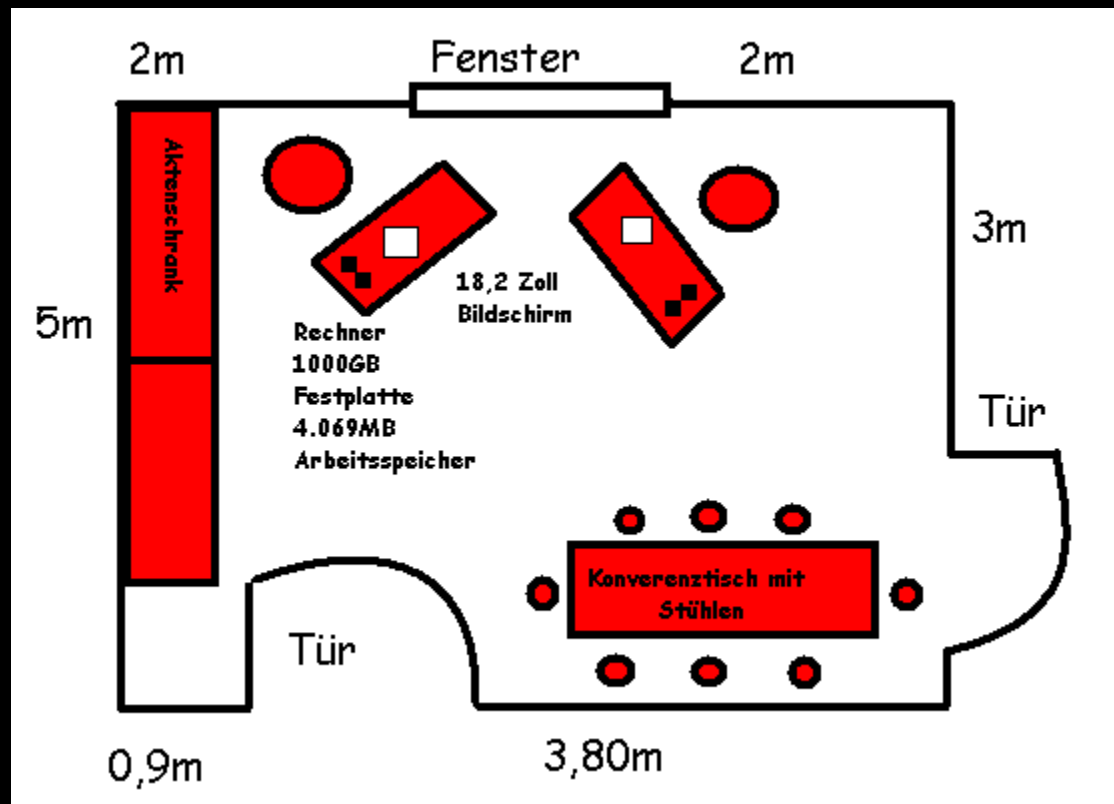 2m
Fenster
2m
Aktenschrank
3m
18,2 Zoll
Bildschirm
5m
Rechner
1000GB
Festplatte
4.069MB
Arbeitsspeicher
Tür
Konverenztisch mit
Stühlen
Tür
0,9m
3,80m